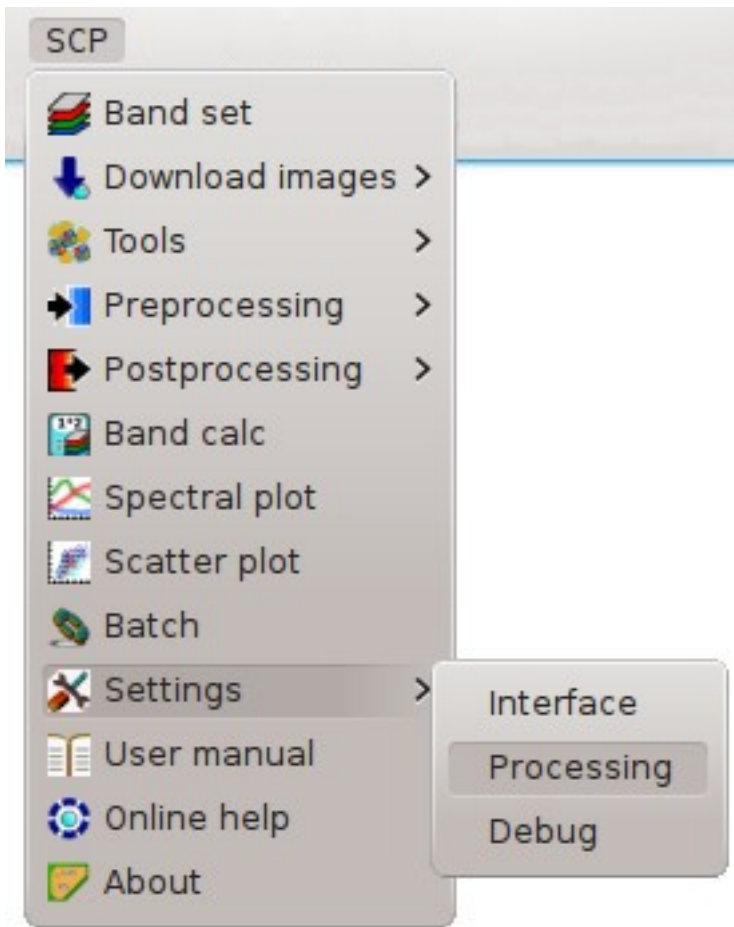 SCP
Band set
Download images
Tools
Preprocessing
Postprocessing
Band calc
Spectral plot
Scatter plot
Batch
Settings
Interface
Processing
Debug
User manual
Online help
About